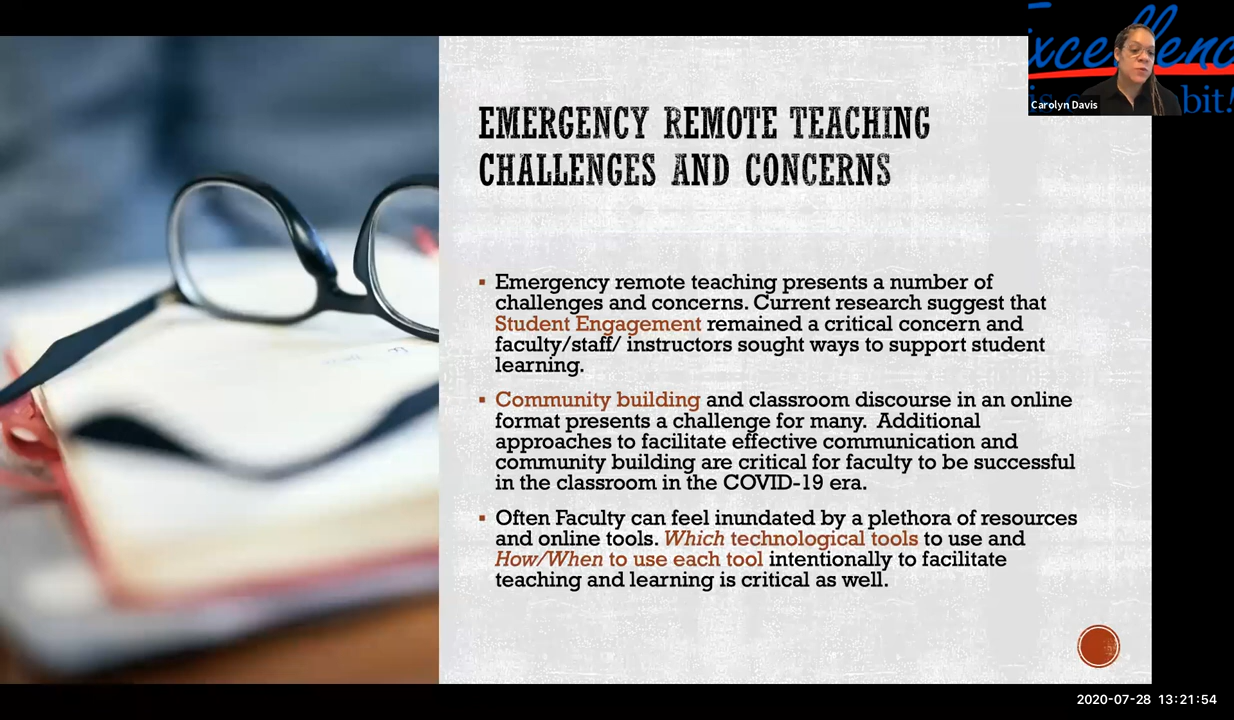 Excellenc
bit!
Carolyn Davis
EMERGENCY REMOTE TEACHING
CHALLENGES AND CONCERNS
▪ Emergency remote teaching presents a number of
challenges and concerns. Current research suggest that
Student Engagement remained a critical concern and
faculty/staff/ instructors sought ways to support student
learning.
▪ Community building and classroom discourse in an online
format presents a challenge for many.  Additional
approaches to facilitate effective communication and
community building are critical for faculty to be successful
in the classroom in the COVID-19 era.
▪ Often Faculty can feel inundated by a plethora of resources
and online tools. Which technological tools to use and
How/When to use each tool intentionally to facilitate
teaching and learning is critical as well.
2020-07-28 13:21:54